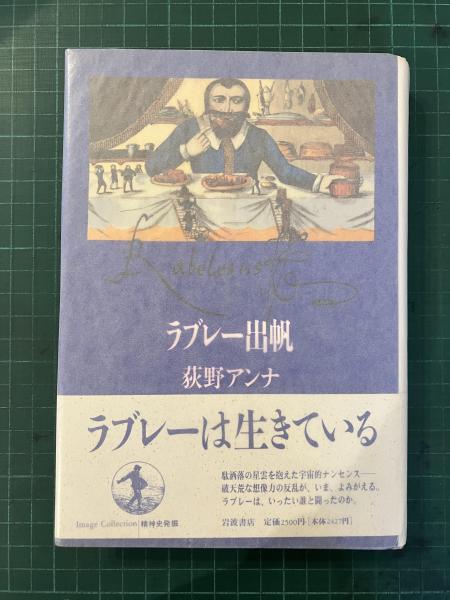 Rabelæsus
ラブレー出帆
荻野アンナ
ラブレーは生きている
駄洒落の星雲を抱えた宇宙的ナンセンス──
破天荒な想像力の反乱が、いま、よみがえる。
ラブレーは、いったい誰と闘ったのか。
Image Collection 精神史発掘
岩波書店 定価2500円・[本体2427円]